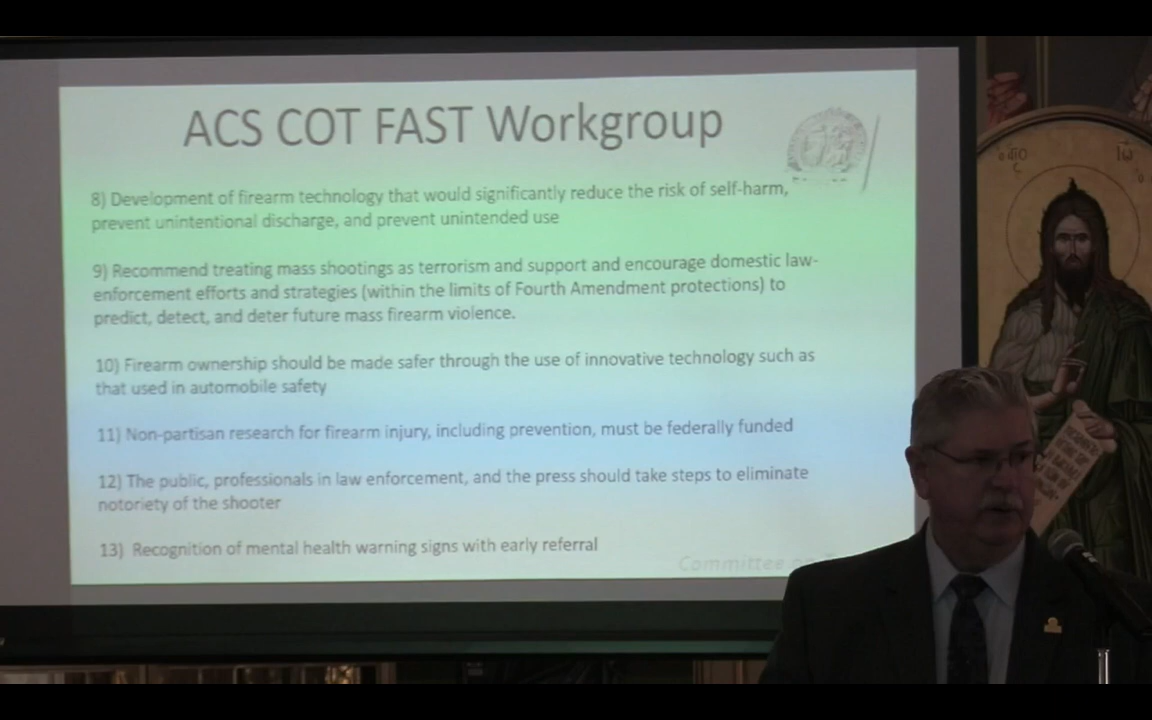 ACS COT FAST Workgroup
8) Development of firearm technology that would significantly reduce the risk of self-harm,
prevent unintentional discharge, and prevent unintended use
9) Recommend treating mass shootings as terrorism and support and encourage domestic law-
enforcement efforts and strategies (within the limits of Fourth Amendment protections) to
predict, detect, and deter future mass firearm violence.
10) Firearm ownership should be made safer through the use of innovative technology such as
that used in automobile safety
11) Non-partisan research for firearm injury, including prevention, must be federally funded
12) The public, professionals in law enforcement, and the press should take steps to eliminate
notoriety of the shooter
13) Recognition of mental health warning signs with early referral
Committee on